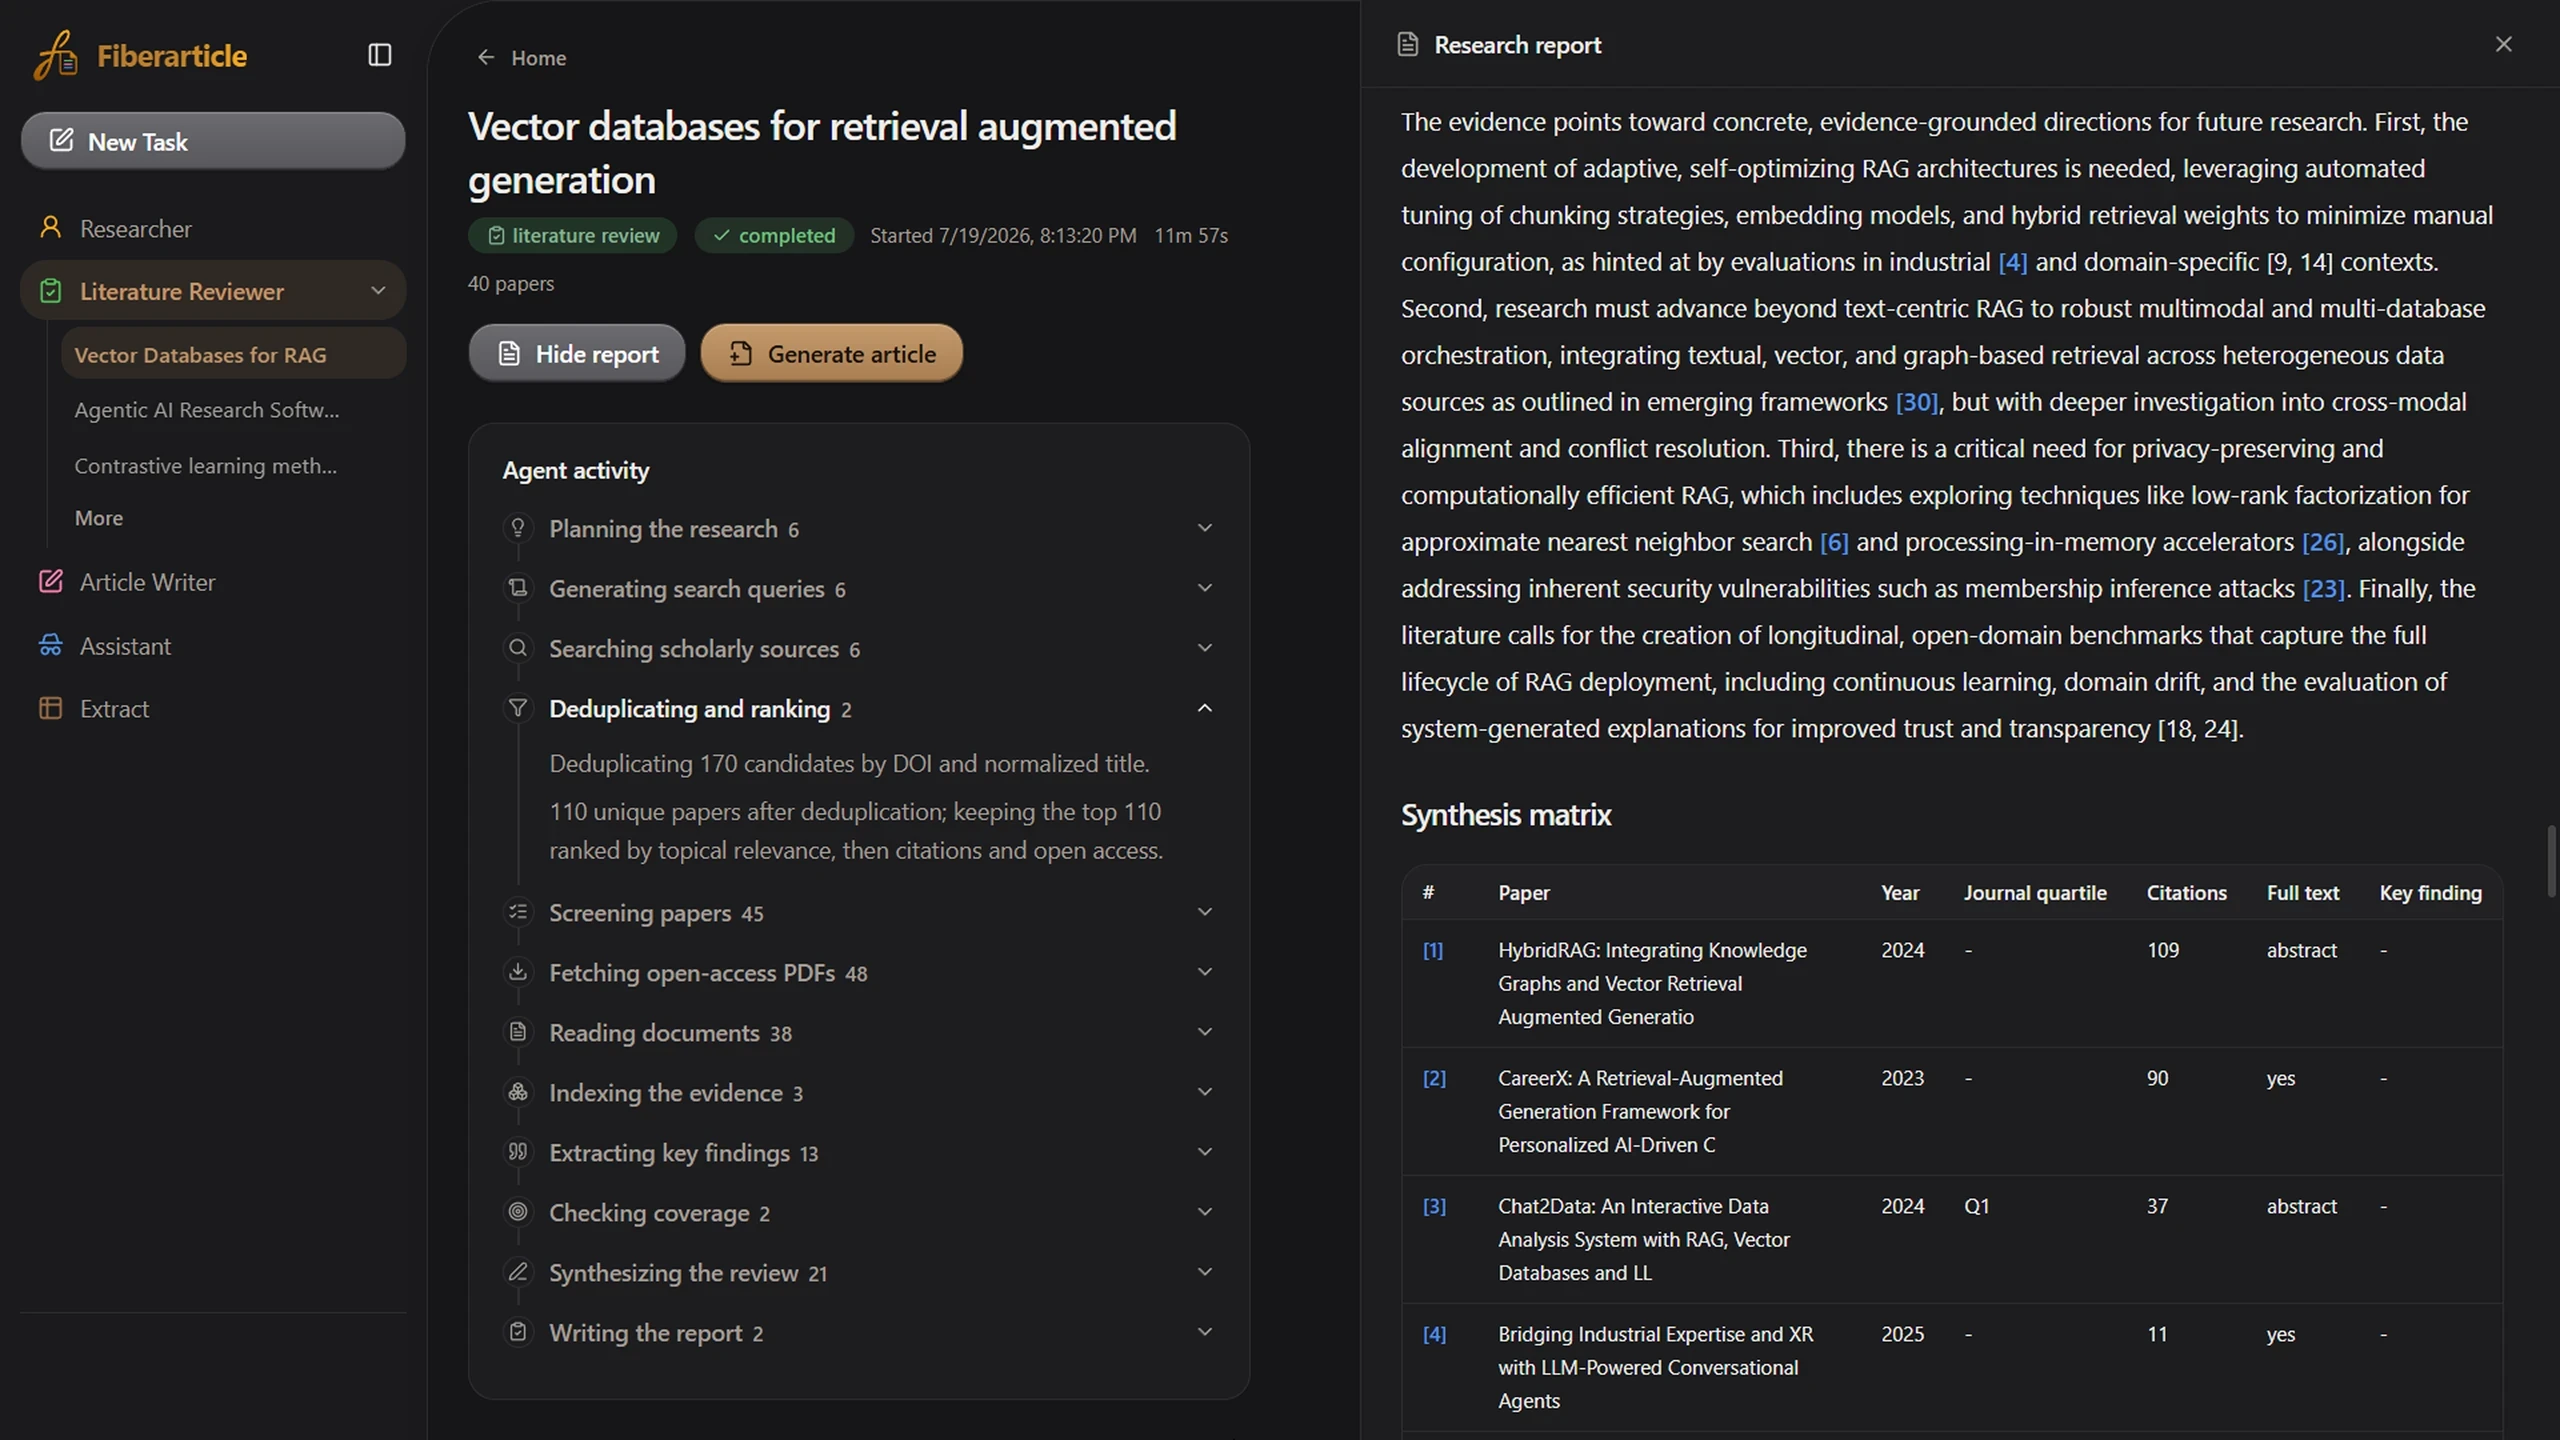 Fiberarticle
New Task
Researcher
Literature Reviewer
Vector Databases for RAG
Agentic AI Research Softw...
Contrastive learning meth...
More
Article Writer
Assistant
Extract
Home
Vector databases for retrieval augmented
generation
literature review
completed
Started 7/19/2026, 8:13:20 PM
11m 57s
40 papers
Hide report
Generate article
Agent activity
Planning the research 6
Generating search queries 6
Searching scholarly sources 6
Deduplicating and ranking 2
Deduplicating 170 candidates by DOI and normalized title.
110 unique papers after deduplication; keeping the top 110
ranked by topical relevance, then citations and open access.
Screening papers 45
Fetching open-access PDFs 48
Reading documents 38
Indexing the evidence 3
Extracting key findings 13
Checking coverage 2
Synthesizing the review 21
Writing the report 2
Research report
The evidence points toward concrete, evidence-grounded directions for future research. First, the
development of adaptive, self-optimizing RAG architectures is needed, leveraging automated
tuning of chunking strategies, embedding models, and hybrid retrieval weights to minimize manual
configuration, as hinted at by evaluations in industrial [4] and domain-specific [9, 14] contexts.
Second, research must advance beyond text-centric RAG to robust multimodal and multi-database
orchestration, integrating textual, vector, and graph-based retrieval across heterogeneous data
sources as outlined in emerging frameworks [30], but with deeper investigation into cross-modal
alignment and conflict resolution. Third, there is a critical need for privacy-preserving and
computationally efficient RAG, which includes exploring techniques like low-rank factorization for
approximate nearest neighbor search [6] and processing-in-memory accelerators [26], alongside
addressing inherent security vulnerabilities such as membership inference attacks [23]. Finally, the
literature calls for the creation of longitudinal, open-domain benchmarks that capture the full
lifecycle of RAG deployment, including continuous learning, domain drift, and the evaluation of
system-generated explanations for improved trust and transparency [18, 24].
Synthesis matrix
# Paper Year Journal quartile Citations Full text Key finding
[1] HybridRAG: Integrating Knowledge 2024 - 109 abstract -
Graphs and Vector Retrieval
Augmented Generatio
[2] CareerX: A Retrieval-Augmented 2023 - 90 yes -
Generation Framework for
Personalized AI-Driven C
[3] Chat2Data: An Interactive Data 2024 Q1 37 abstract -
Analysis System with RAG, Vector
Databases and LL
[4] Bridging Industrial Expertise and XR 2025 - 11 yes -
with LLM-Powered Conversational
Agents